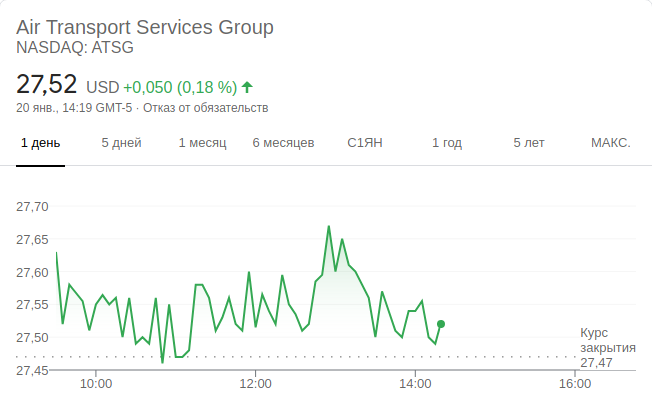 Air Transport Services Group
NASDAQ: ATSG
27,52 USD +0,050 (0,18 %)
20 янв., 14:19 GMT-5 · Отказ от обязательств
1 день 5 дней 1 месяц 6 месяцев С1ЯН 1 год 5 лет МАКС.
27,70
27,65
27,60
27,55
27,50
27,45
Курс
закрытия
27,47
10:00 12:00 14:00 16:00